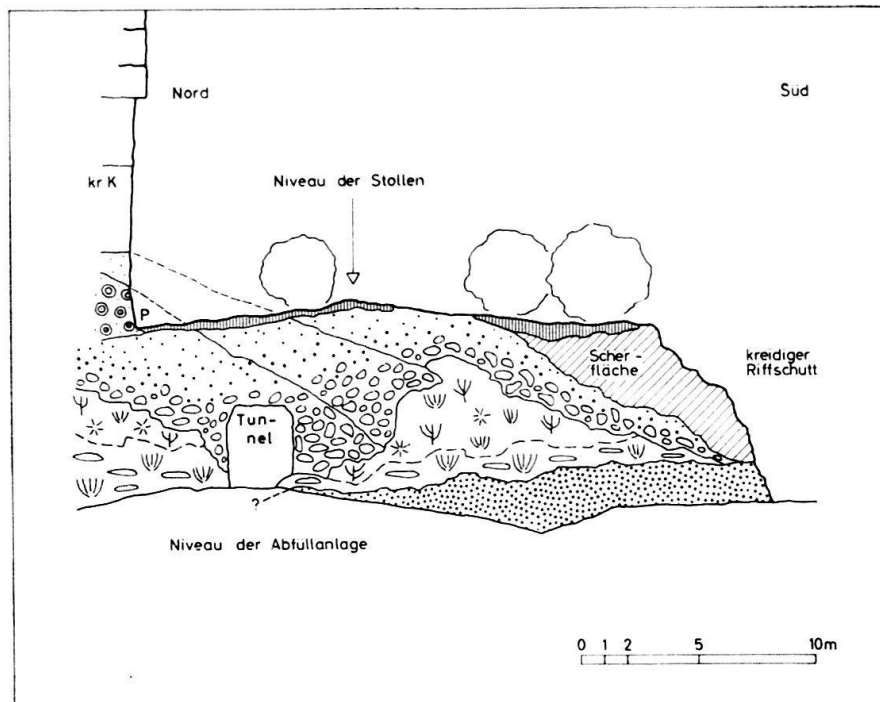 Nord
Süd
kr K
Niveau der Stollen
P
Scher-
fläche
kreidiger
Riffschutt
Tun-
nel
?
Niveau der Abfüllanlage
0 1 2 5 10m